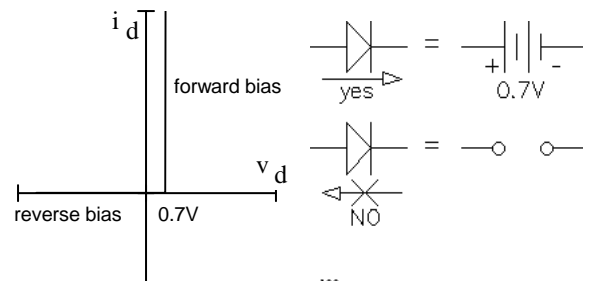 i d
forward bias
v d
reverse bias
0.7V
=
+
-
yes
0.7V
=
NO
...